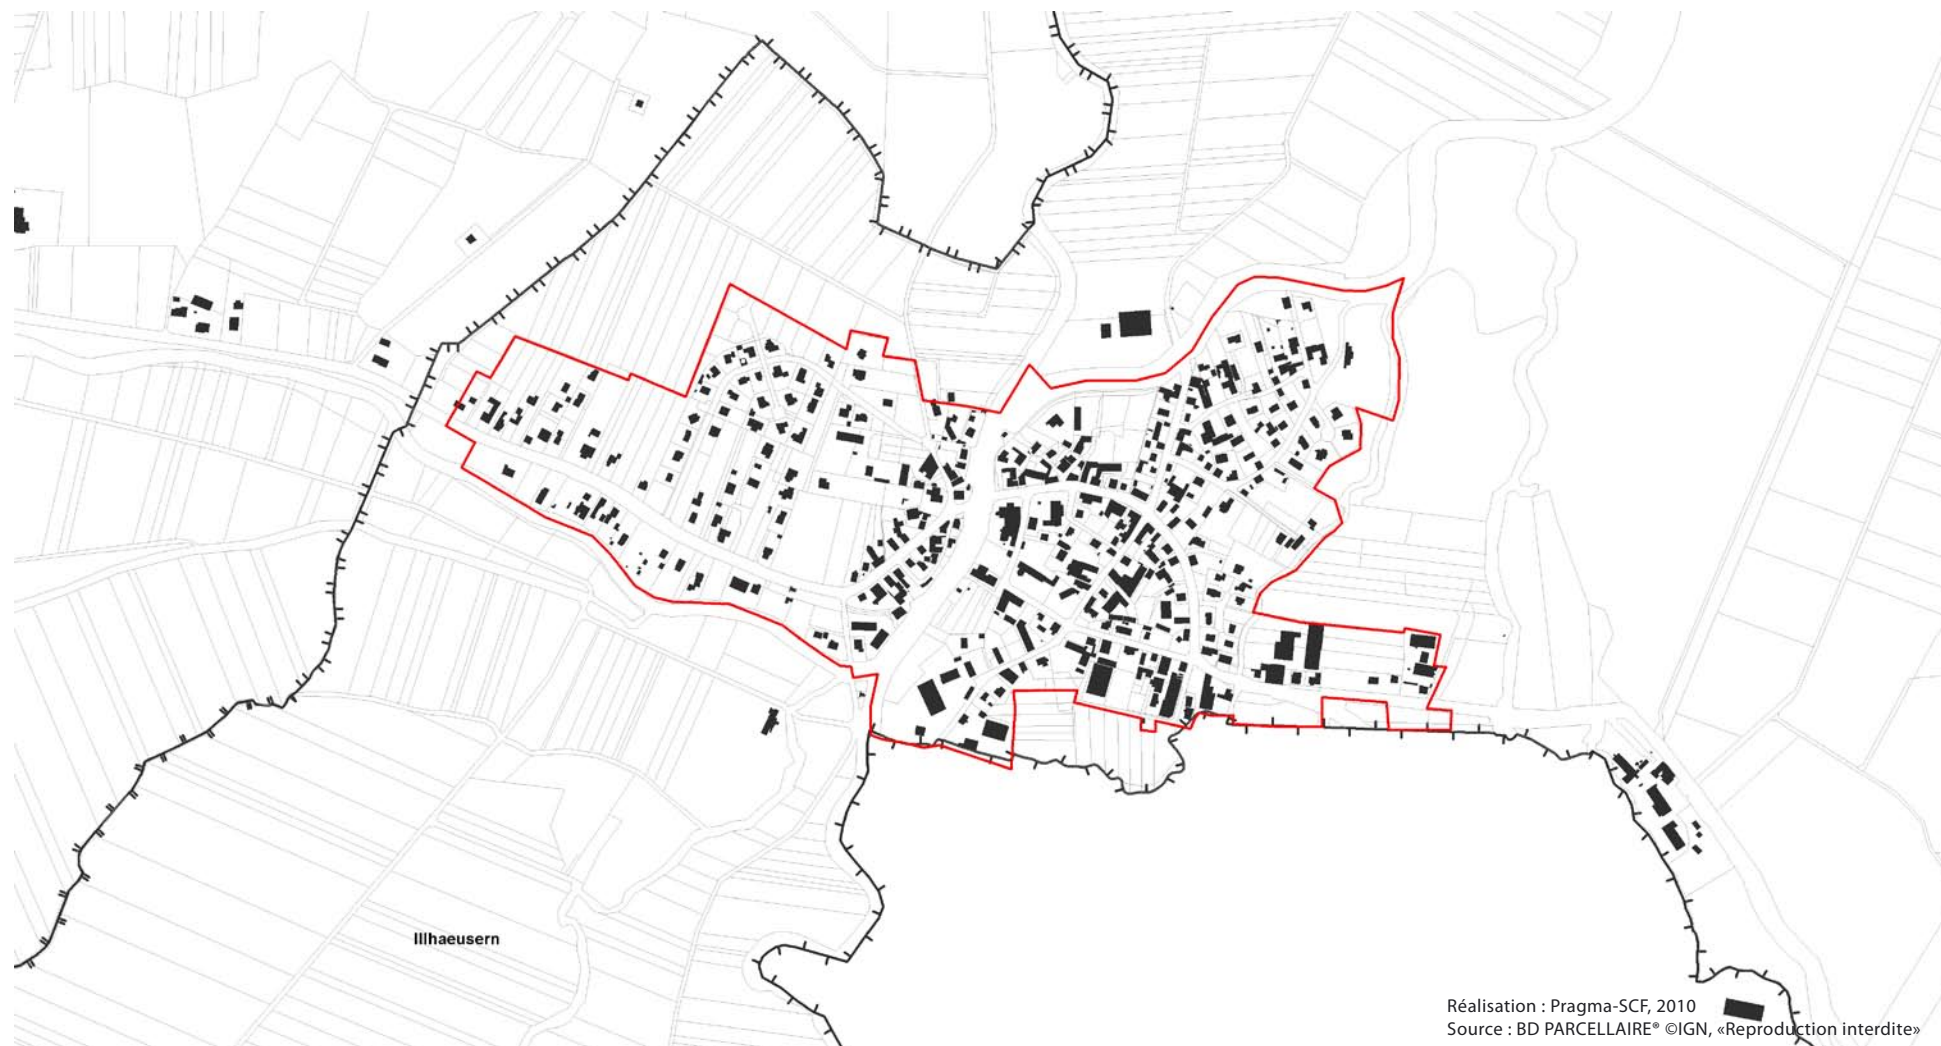 Illhaeusern
Réalisation : Pragma-SCF, 2010
Source : BD PARCELLAIRE® ©IGN, «Reproduction interdite»